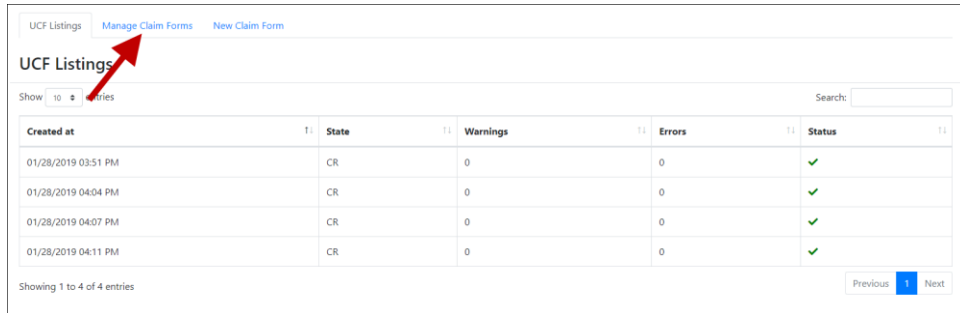 UCF Listings Manage Claim Forms New Claim Form
UCF Listings
Show 10 entries Search:
Created at State Warnings Errors Status
01/28/2019 03:51 PM CR 0 0
01/28/2019 04:04 PM CR 0 0
01/28/2019 04:07 PM CR 0 0
01/28/2019 04:11 PM CR 0 0
Showing 1 to 4 of 4 entries Previous 1 Next